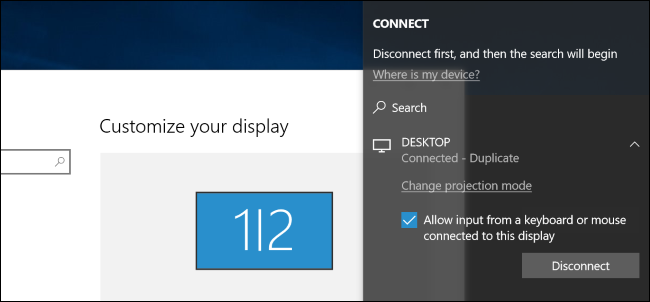 CONNECT
Disconnect first, and then the search will begin
Where is my device?
Search
Customize your display
DESKTOP
Connected - Duplicate
Change projection mode
1|2
Allow input from a keyboard or mouse
connected to this display
Disconnect